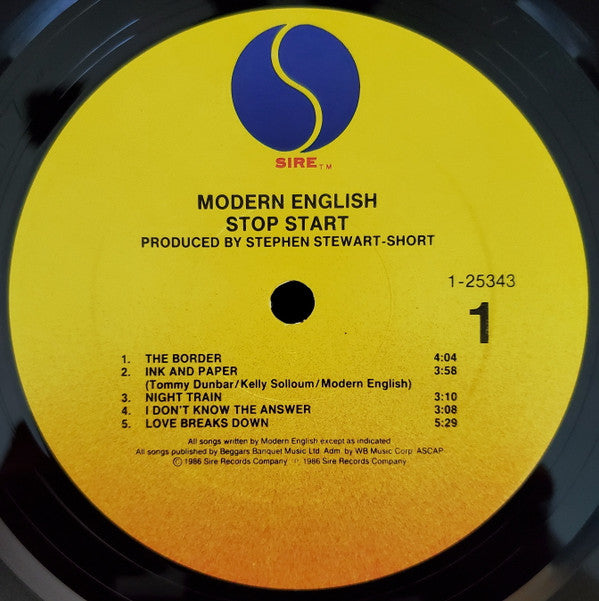 SIRE TM
MODERN ENGLISH
STOP START
PRODUCED BY STEPHEN STEWART-SHORT
1-25343
1
1. THE BORDER 4:04
2. INK AND PAPER 3:58
(Tommy Dunbar/Kelly Solloum/Modern English)
3. NIGHT TRAIN 3:10
4. I DON'T KNOW THE ANSWER 3:08
5. LOVE BREAKS DOWN 5:29
All songs written by Modern English except as indicated
All songs published by Beggars Banquet Music Ltd. Adm. by WB Music Corp. ASCAP
© 1986 Sire Records Company ℗ 1986 Sire Records Company